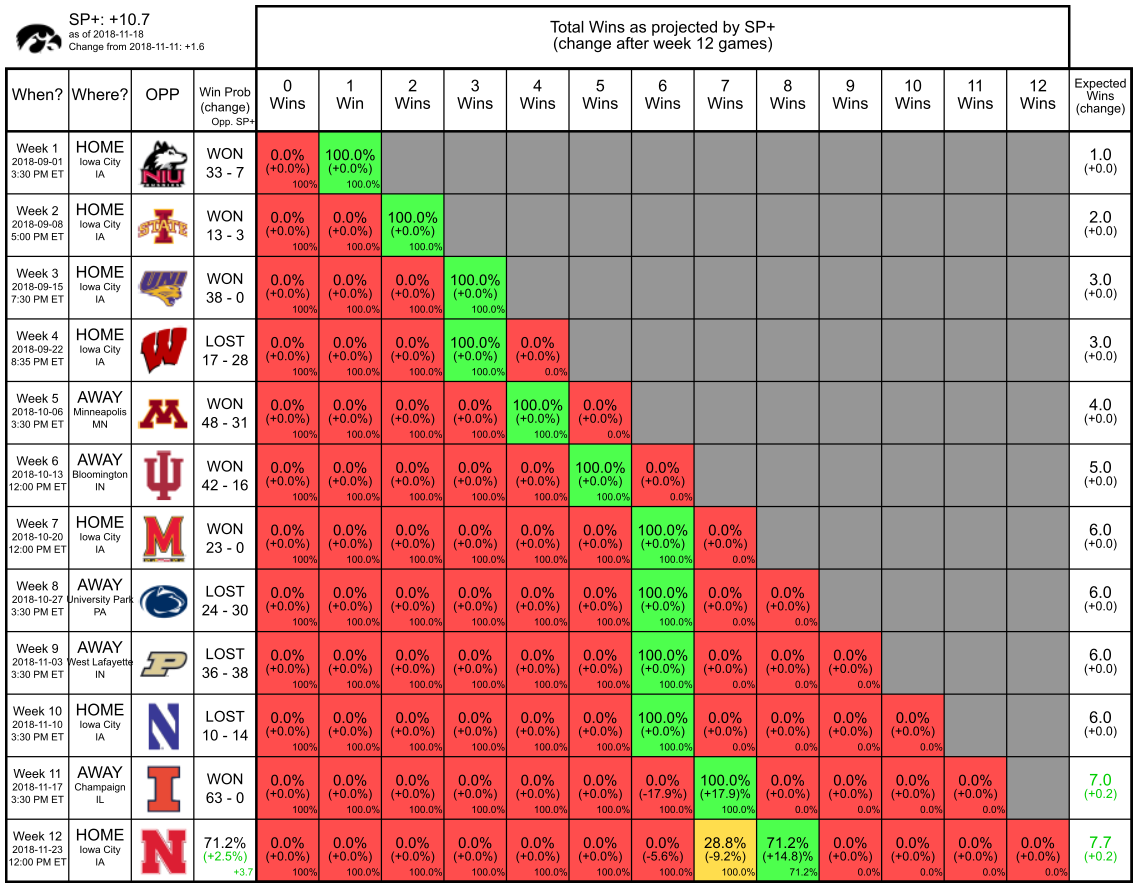 SP+: +10.7
as of 2018-11-18
Change from 2018-11-11: +1.6
Total Wins as projected by SP+
(change after week 12 games)
When? Where? OPP Win Prob (change) Opp. SP+ 0 Wins 1 Win 2 Wins 3 Wins 4 Wins 5 Wins 6 Wins 7 Wins 8 Wins 9 Wins 10 Wins 11 Wins 12 Wins Expected Wins (change)
Week 1 HOME NIU HUSKIES WON 0.0% 100.0% 1.0
2018-09-01 Iowa City 33 - 7 (+0.0%) (+0.0%) (+0.0)
3:30 PM ET IA 100% 100.0%
Week 2 HOME I STATE WON 0.0% 0.0% 100.0% 2.0
2018-09-08 Iowa City 13 - 3 (+0.0%) (+0.0%) (+0.0%) (+0.0)
5:00 PM ET IA 100% 100.0% 100.0%
Week 3 HOME UNI WON 0.0% 0.0% 0.0% 100.0% 3.0
2018-09-15 Iowa City 38 - 0 (+0.0%) (+0.0%) (+0.0%) (+0.0%) (+0.0)
7:30 PM ET IA 100% 100.0% 100.0% 100.0%
Week 4 HOME W LOST 0.0% 0.0% 0.0% 100.0% 0.0% 3.0
2018-09-22 Iowa City 17 - 28 (+0.0%) (+0.0%) (+0.0%) (+0.0%) (+0.0%) (+0.0)
8:35 PM ET IA 100% 100.0% 100.0% 100.0% 0.0%
Week 5 AWAY M WON 0.0% 0.0% 0.0% 0.0% 100.0% 0.0% 4.0
2018-10-06 Minneapolis 48 - 31 (+0.0%) (+0.0%) (+0.0%) (+0.0%) (+0.0%) (+0.0%) (+0.0)
3:30 PM ET MN 100% 100.0% 100.0% 100.0% 100.0% 0.0%
Week 6 AWAY IU WON 0.0% 0.0% 0.0% 0.0% 0.0% 100.0% 0.0% 5.0
2018-10-13 Bloomington 42 - 16 (+0.0%) (+0.0%) (+0.0%) (+0.0%) (+0.0%) (+0.0%) (+0.0%) (+0.0)
12:00 PM ET IN 100% 100.0% 100.0% 100.0% 100.0% 100.0% 0.0%
Week 7 HOME M WON 0.0% 0.0% 0.0% 0.0% 0.0% 0.0% 100.0% 0.0% 6.0
2018-10-20 Iowa City 23 - 0 (+0.0%) (+0.0%) (+0.0%) (+0.0%) (+0.0%) (+0.0%) (+0.0%) (+0.0%) (+0.0)
12:00 PM ET IA 100% 100.0% 100.0% 100.0% 100.0% 100.0% 100.0% 0.0%
Week 8 AWAY LOST 0.0% 0.0% 0.0% 0.0% 0.0% 0.0% 100.0% 0.0% 0.0% 6.0
2018-10-27 University Park 24 - 30 (+0.0%) (+0.0%) (+0.0%) (+0.0%) (+0.0%) (+0.0%) (+0.0%) (+0.0%) (+0.0%) (+0.0)
3:30 PM ET PA 100% 100.0% 100.0% 100.0% 100.0% 100.0% 100.0% 0.0% 0.0%
Week 9 AWAY P LOST 0.0% 0.0% 0.0% 0.0% 0.0% 0.0% 100.0% 0.0% 0.0% 0.0% 6.0
2018-11-03 West Lafayette 36 - 38 (+0.0%) (+0.0%) (+0.0%) (+0.0%) (+0.0%) (+0.0%) (+0.0%) (+0.0%) (+0.0%) (+0.0%) (+0.0)
3:30 PM ET IN 100% 100.0% 100.0% 100.0% 100.0% 100.0% 100.0% 0.0% 0.0% 0.0%
Week 10 HOME N LOST 0.0% 0.0% 0.0% 0.0% 0.0% 0.0% 100.0% 0.0% 0.0% 0.0% 0.0% 6.0
2018-11-10 Iowa City 10 - 14 (+0.0%) (+0.0%) (+0.0%) (+0.0%) (+0.0%) (+0.0%) (+0.0%) (+0.0%) (+0.0%) (+0.0%) (+0.0%) (+0.0)
3:30 PM ET IA 100% 100.0% 100.0% 100.0% 100.0% 100.0% 100.0% 0.0% 0.0% 0.0% 0.0%
Week 11 AWAY I WON 0.0% 0.0% 0.0% 0.0% 0.0% 0.0% 0.0% 100.0% 0.0% 0.0% 0.0% 0.0% 7.0
2018-11-17 Champaign 63 - 0 (+0.0%) (+0.0%) (+0.0%) (+0.0%) (+0.0%) (+0.0%) (-17.9%) (+17.9)% (+0.0%) (+0.0%) (+0.0%) (+0.0%) (+0.2)
3:30 PM ET IL 100% 100.0% 100.0% 100.0% 100.0% 100.0% 100.0% 100.0% 0.0% 0.0% 0.0% 0.0%
Week 12 HOME N 71.2% 0.0% 0.0% 0.0% 0.0% 0.0% 0.0% 0.0% 28.8% 71.2% 0.0% 0.0% 0.0% 0.0% 7.7
2018-11-23 Iowa City (+2.5%) (+0.0%) (+0.0%) (+0.0%) (+0.0%) (+0.0%) (+0.0%) (-5.6%) (-9.2%) (+14.8)% (+0.0%) (+0.0%) (+0.0%) (+0.0%) (+0.2)
12:00 PM ET IA +3.7 100% 100.0% 100.0% 100.0% 100.0% 100.0% 100.0% 100.0% 71.2% 0.0% 0.0% 0.0% 0.0%